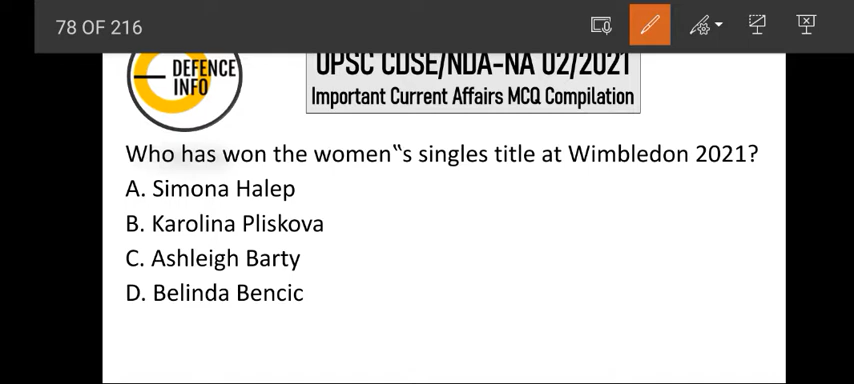 78 OF 216
DEFENCE
INFO
UPSC CDSE/NDA-NA 02/2021
Important Current Affairs MCQ Compilation
Who has won the women‟s singles title at Wimbledon 2021?
A. Simona Halep
B. Karolina Pliskova
C. Ashleigh Barty
D. Belinda Bencic